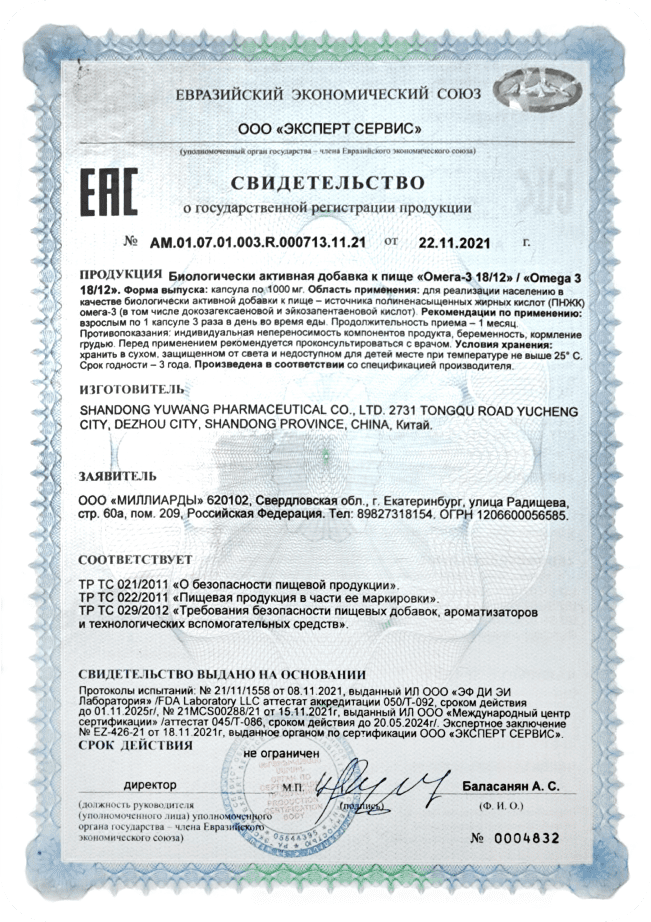 ЕВРАЗИЙСКИЙ ЭКОНОМИЧЕСКИЙ СОЮЗ
ООО «ЭКСПЕРТ СЕРВИС»
(уполномоченный орган государства – члена Евразийского экономического союза)
ЕАС
СВИДЕТЕЛЬСТВО
о государственной регистрации продукции
№ AM.01.07.01.003.R.000713.11.21 от 22.11.2021 г.
ПРОДУКЦИЯ Биологически активная добавка к пище «Омега-3 18/12» / «Omega 3
18/12». Форма выпуска: капсула по 1000 мг. Область применения: для реализации населению в
качестве биологически активной добавки к пище – источника полиненасыщенных жирных кислот (ПНЖК)
омега-3 (в том числе докозагексаеновой и эйкозапентаеновой кислот). Рекомендации по применению:
взрослым по 1 капсуле 3 раза в день во время еды. Продолжительность приема – 1 месяц.
Противопоказания: индивидуальная непереносимость компонентов продукта, беременность, кормление
грудью. Перед применением рекомендуется проконсультироваться с врачом. Условия хранения:
хранить в сухом, защищенном от света и недоступном для детей месте при температуре не выше 25° С.
Срок годности – 3 года. Произведена в соответствии со спецификацией производителя.
ИЗГОТОВИТЕЛЬ
SHANDONG YUWANG PHARMACEUTICAL CO., LTD. 2731 TONGQU ROAD YUCHENG
CITY, DEZHOU CITY, SHANDONG PROVINCE, CHINA, Китай.
ЗАЯВИТЕЛЬ
ООО «МИЛЛИАРДЫ» 620102, Свердловская обл., г. Екатеринбург, улица Радищева,
стр. 60а, пом. 209, Российская Федерация. Тел: 89827318154. ОГРН 1206600056585.
СООТВЕТСТВУЕТ
ТР ТС 021/2011 «О безопасности пищевой продукции».
ТР ТС 022/2011 «Пищевая продукция в части ее маркировки».
ТР ТС 029/2012 «Требования безопасности пищевых добавок, ароматизаторов
и технологических вспомогательных средств».
СВИДЕТЕЛЬСТВО ВЫДАНО НА ОСНОВАНИИ
Протоколы испытаний: № 21/11/1558 от 08.11.2021, выданный ИЛ ООО «ЭФ ДИ ЭИ
Лаборатория» /FDA Laboratory LLC аттестат аккредитации 050/Т-092, сроком действия
до 01.11.2025г/, № 21MCS00288/21 от 15.11.2021г, выданный ИЛ ООО «Международный центр
сертификации» /аттестат 045/Т-086, сроком действия до 20.05.2024г/. Экспертное заключение
№ EZ-426-21 от 18.11.2021г, выданное органом по сертификации ООО «ЭКСПЕРТ СЕРВИС».
СРОК ДЕЙСТВИЯ
не ограничен
директор М.П. (подпись) Баласанян А. С.
(Ф. И. О.)
(должность руководителя
(уполномоченного лица) уполномоченного
органа государства – члена Евразийского
экономического союза)
№ 0004832